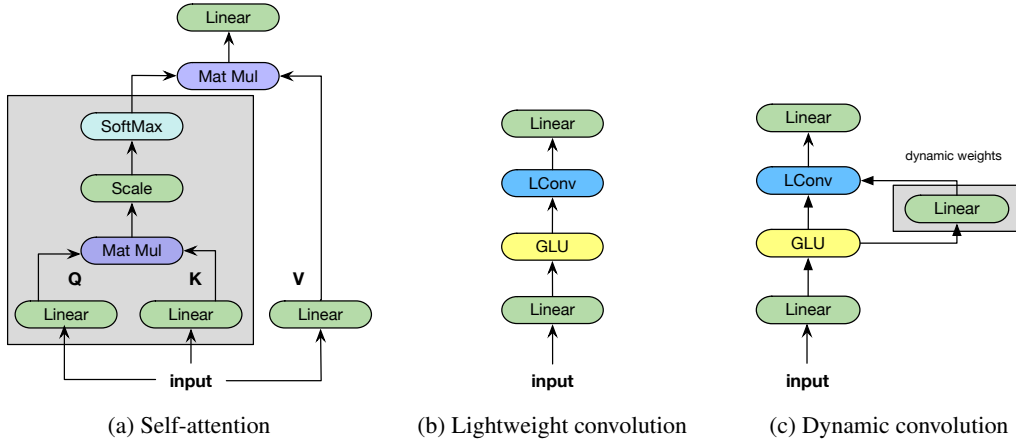 Linear
Mat Mul
SoftMax
Scale
Mat Mul
Q
K
V
Linear
Linear
Linear
input
(a) Self-attention
Linear
LConv
GLU
Linear
input
(b) Lightweight convolution
Linear
dynamic weights
LConv
Linear
GLU
Linear
input
(c) Dynamic convolution